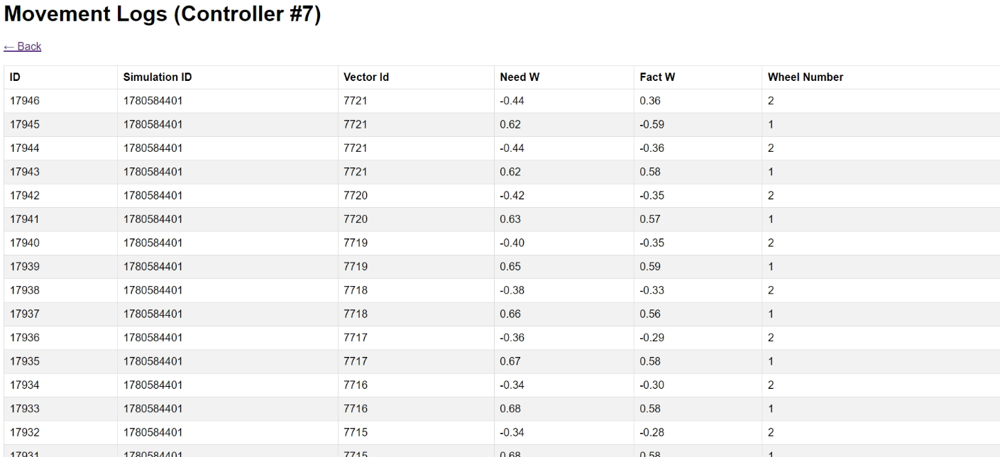 Movement Logs (Controller #7)
← Back
ID Simulation ID Vector Id Need W Fact W Wheel Number
17946 1780584401 7721 -0.44 0.36 2
17945 1780584401 7721 0.62 -0.59 1
17944 1780584401 7721 -0.44 -0.36 2
17943 1780584401 7721 0.62 0.58 1
17942 1780584401 7720 -0.42 -0.35 2
17941 1780584401 7720 0.63 0.57 1
17940 1780584401 7719 -0.40 -0.35 2
17939 1780584401 7719 0.65 0.59 1
17938 1780584401 7718 -0.38 -0.33 2
17937 1780584401 7718 0.66 0.56 1
17936 1780584401 7717 -0.36 -0.29 2
17935 1780584401 7717 0.67 0.58 1
17934 1780584401 7716 -0.34 -0.30 2
17933 1780584401 7716 0.68 0.58 1
17932 1780584401 7715 -0.34 -0.28 2
17931 1780584401 7715 0.68 0.58 1